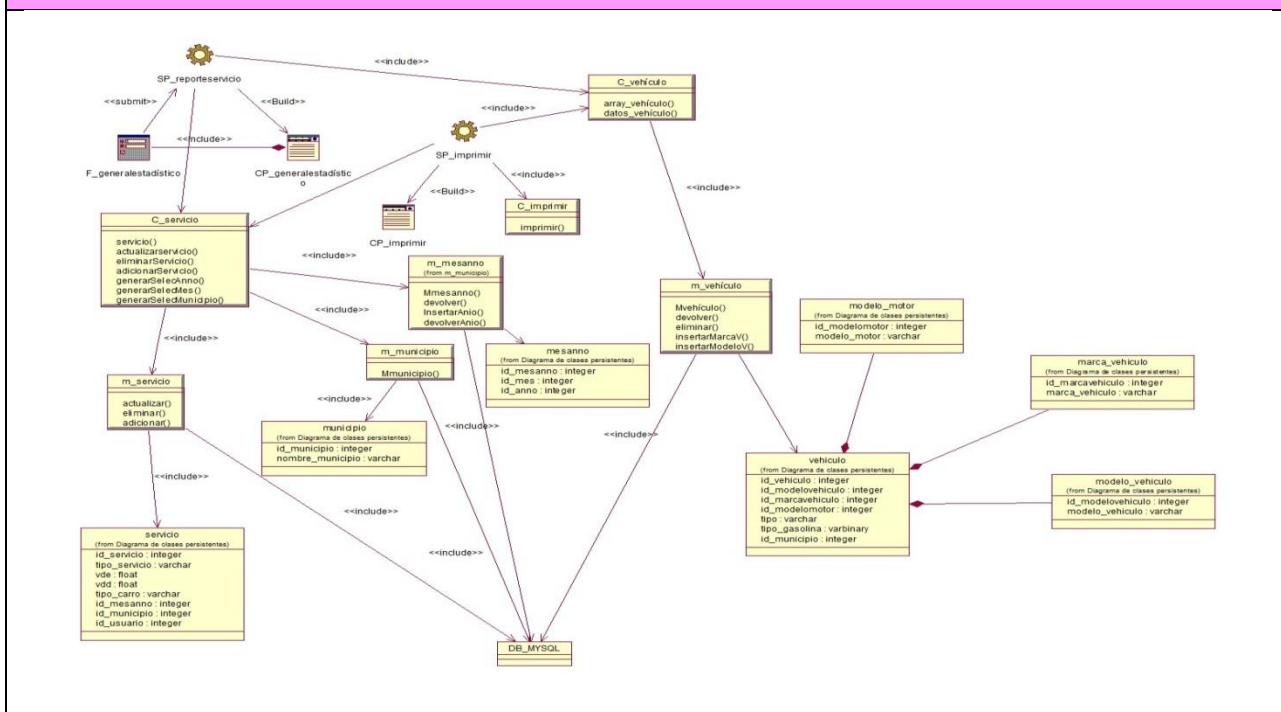 <<include>>
SP_reporteservicio
<<submit>>
<<Build>>
<<include>>
F_generalestadístico
CP_generalestadístic
o
C_vehículo
array_vehículo()
datos_vehículo()
<<include>>
SP_imprimir
<<Build>>
<<include>>
CP_imprimir
C_imprimir
imprimir()
<<include>>
C_servicio
servicio()
actualizarservicio()
eliminarServicio()
adicionarServicio()
generarSelecAnno()
generarSelecMes()
generarSelecMunicipio()
<<include>>
<<include>>
m_mesanno
(from m_municipio)
Mmesanno()
devolver()
InsertarAnio()
devolverAnio()
m_vehículo
Mvehículo()
devolver()
eliminar()
insertarMarcaV()
insertarModeloV()
modelo_motor
(from Diagrama de clases persistentes)
id_modelomotor : integer
modelo_motor : varchar
m_municipio
Mmunicipio()
mesanno
(from Diagrama de clases persistentes)
id_mesanno : integer
id_mes : integer
id_anno : integer
marca_vehiculo
(from Diagrama de clases persistentes)
id_marcavehiculo : integer
marca_vehiculo : varchar
m_servicio
actualizar()
eliminar()
adicionar()
<<include>>
municipio
(from Diagrama de clases persistentes)
id_municipio : integer
nombre_municipio : varchar
<<include>>
<<include>>
vehiculo
(from Diagrama de clases persistentes)
id_vehiculo : integer
id_modelovehiculo : integer
id_marcavehiculo : integer
id_modelomotor : integer
tipo : varchar
tipo_gasolina : varbinary
id_municipio : integer
modelo_vehiculo
(from Diagrama de clases persistentes)
id_modelovehiculo : integer
modelo_vehiculo : varchar
<<include>>
<<include>>
<<include>>
servicio
(from Diagrama de clases persistentes)
id_servicio : integer
tipo_servicio : varchar
vde : float
vdd : float
tipo_carro : varchar
id_mesanno : integer
id_municipio : integer
id_usuario : integer
DB_MYSQL